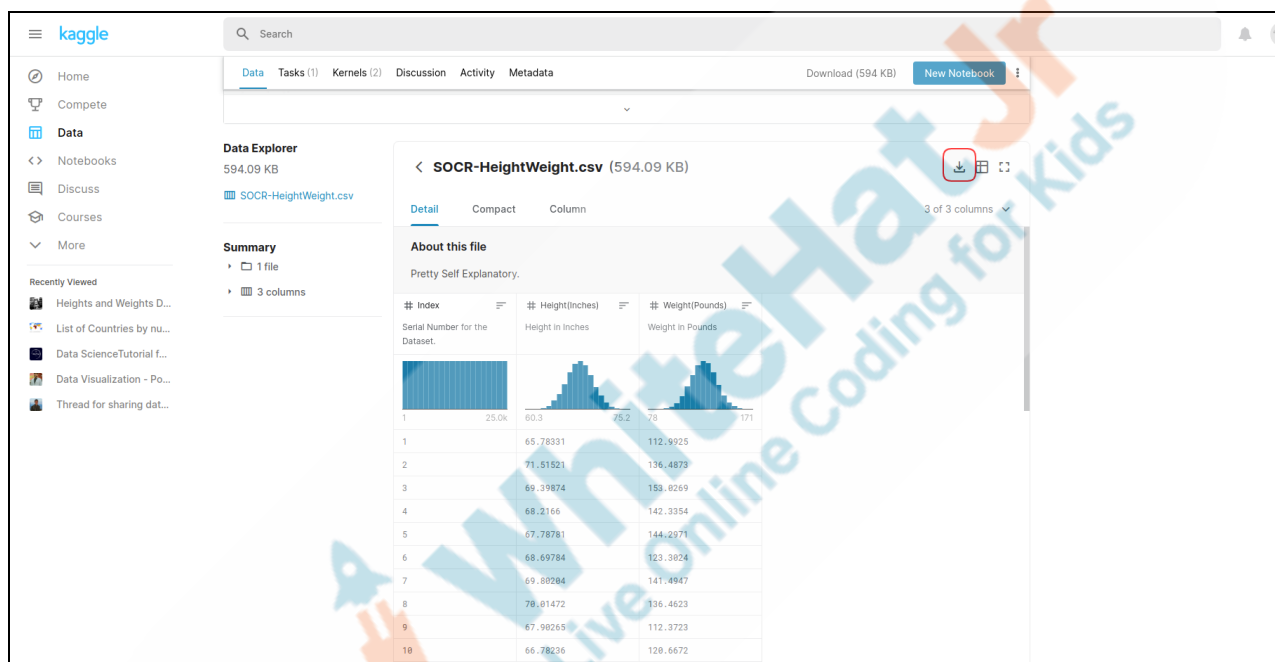 kaggle
Search
Home
Compete
Data
Notebooks
Discuss
Courses
More
Recently Viewed
Heights and Weights D...
List of Countries by nu...
Data ScienceTutorial f...
Data Visualization - Po...
Thread for sharing dat...
Data Tasks (1) Kernels (2) Discussion Activity Metadata
Download (594 KB) New Notebook
Data Explorer
594.09 KB
SOCR-HeightWeight.csv
Summary
1 file
3 columns
SOCR-HeightWeight.csv (594.09 KB)
Detail Compact Column
3 of 3 columns
About this file
Pretty Self Explanatory.
# Index # Height(Inches) # Weight(Pounds)
Serial Number for the Dataset. Height in Inches Weight in Pounds
1 25.0k 60.3 75.2 78 171
1 65.78331 112.9925
2 71.51521 136.4873
3 69.39874 153.0269
4 68.2166 142.3354
5 67.78781 144.2971
6 68.69784 123.3024
7 69.80204 141.4947
8 70.01472 136.4623
9 67.90265 112.3723
10 66.78236 120.6672
WhiteHat Jr
Live Online Coding for Kids